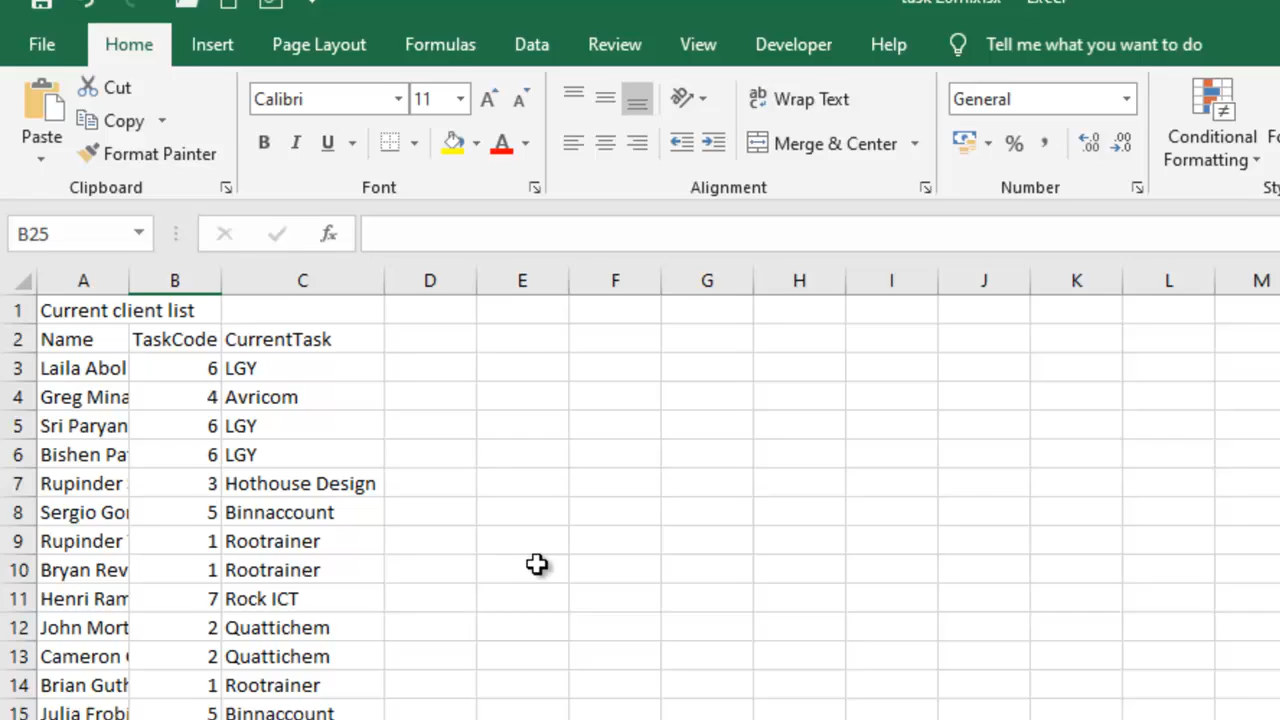 File Home Insert Page Layout Formulas Data Review View Developer Help Tell me what you want to do
Paste
Cut
Copy
Format Painter
Clipboard
Calibri 11
B I U
Font
Wrap Text
Merge & Center
Alignment
General
Number
Conditional
Formatting
B25
A B C D E F G H I J K L M
1 Current client list
2 Name TaskCode CurrentTask
3 Laila Abol 6 LGY
4 Greg Mina 4 Avricom
5 Sri Paryan 6 LGY
6 Bishen Pa 6 LGY
7 Rupinder 3 Hothouse Design
8 Sergio Go 5 Binnaccount
9 Rupinder 1 Rootrainer
10 Bryan Rev 1 Rootrainer
11 Henri Ram 7 Rock ICT
12 John Mort 2 Quattichem
13 Cameron 2 Quattichem
14 Brian Guth 1 Rootrainer
15 Julia Frobi 5 Binnaccount